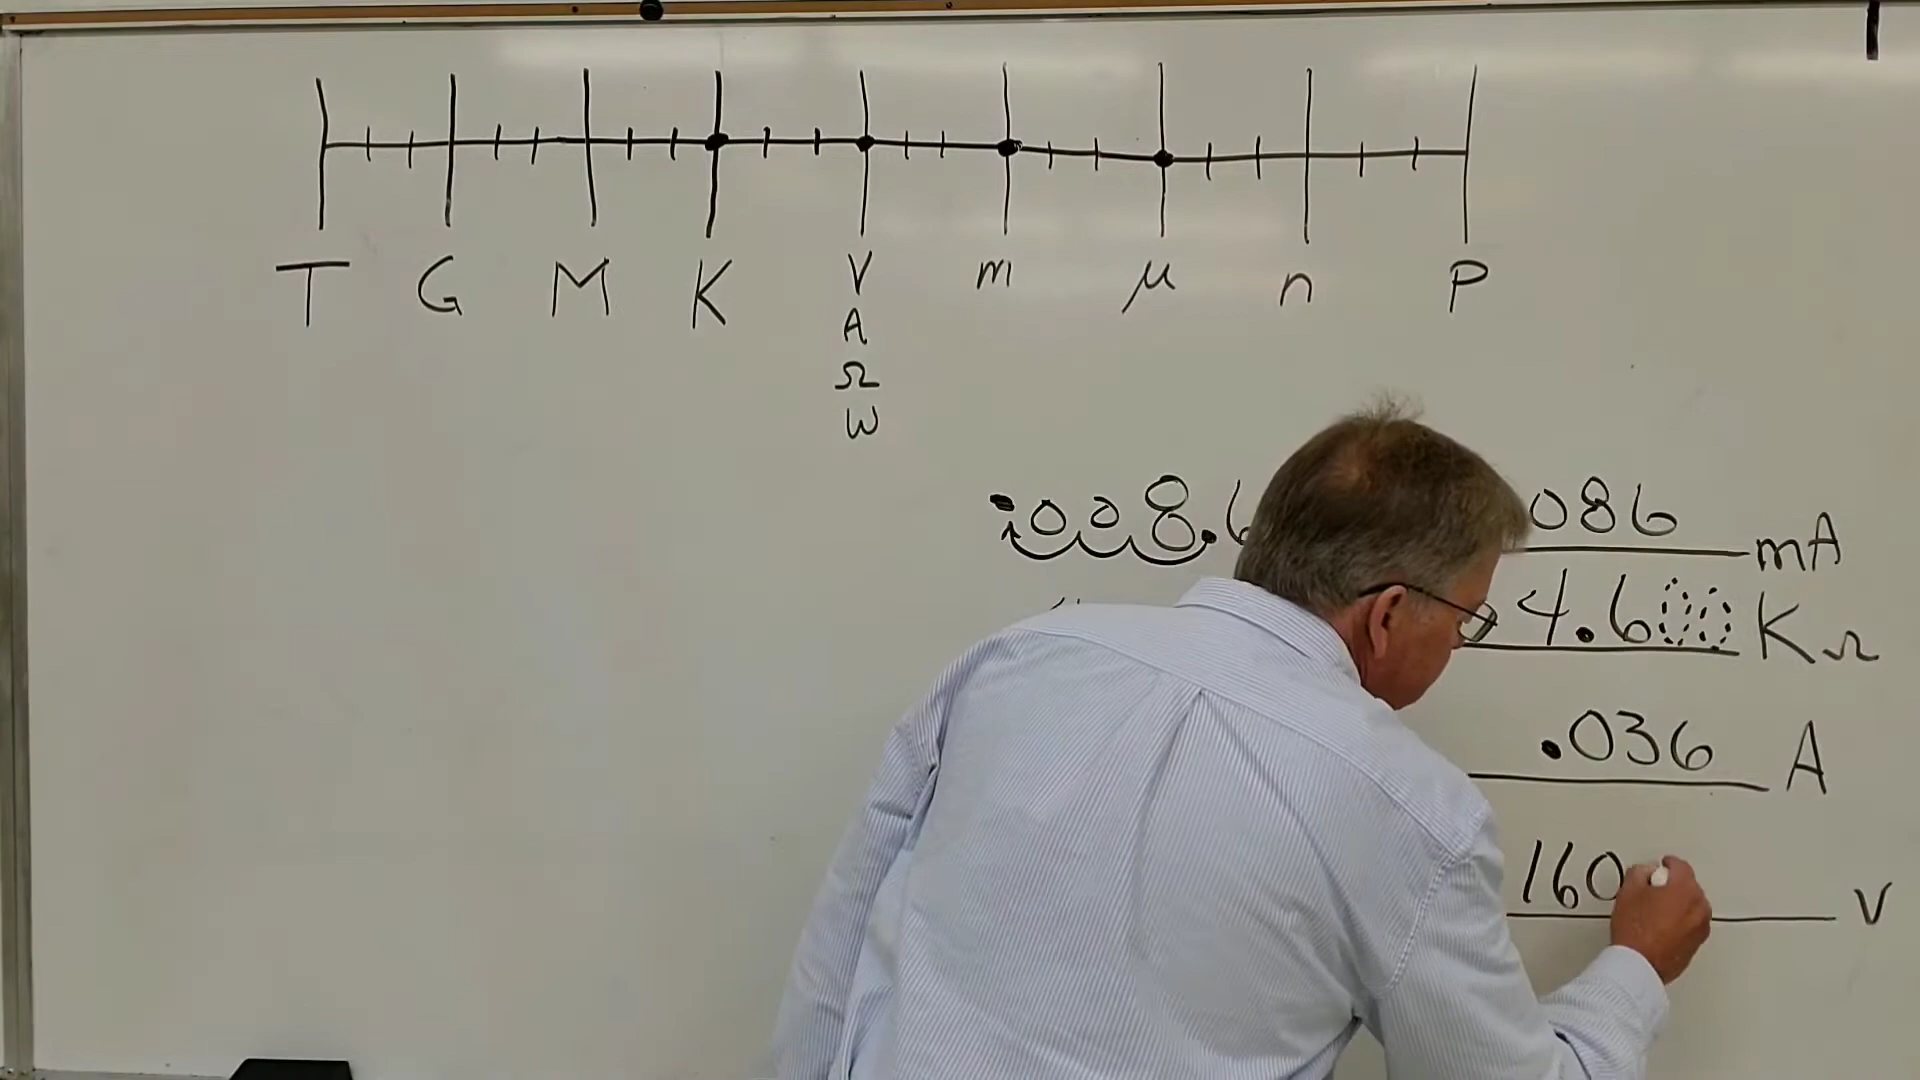 T G M K V m μ n P
A
Ω
W
.008.6 086 mA
4.600 KΩ
.036 A
160 V